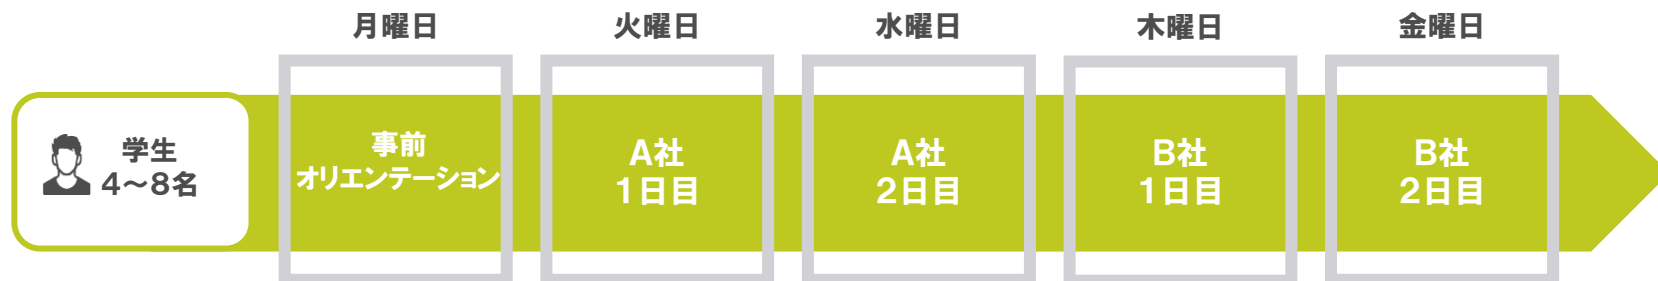 月曜日
火曜日
水曜日
木曜日
金曜日
学生
4〜8名
事前
オリエンテーション
A社
1日目
A社
2日目
B社
1日目
B社
2日目